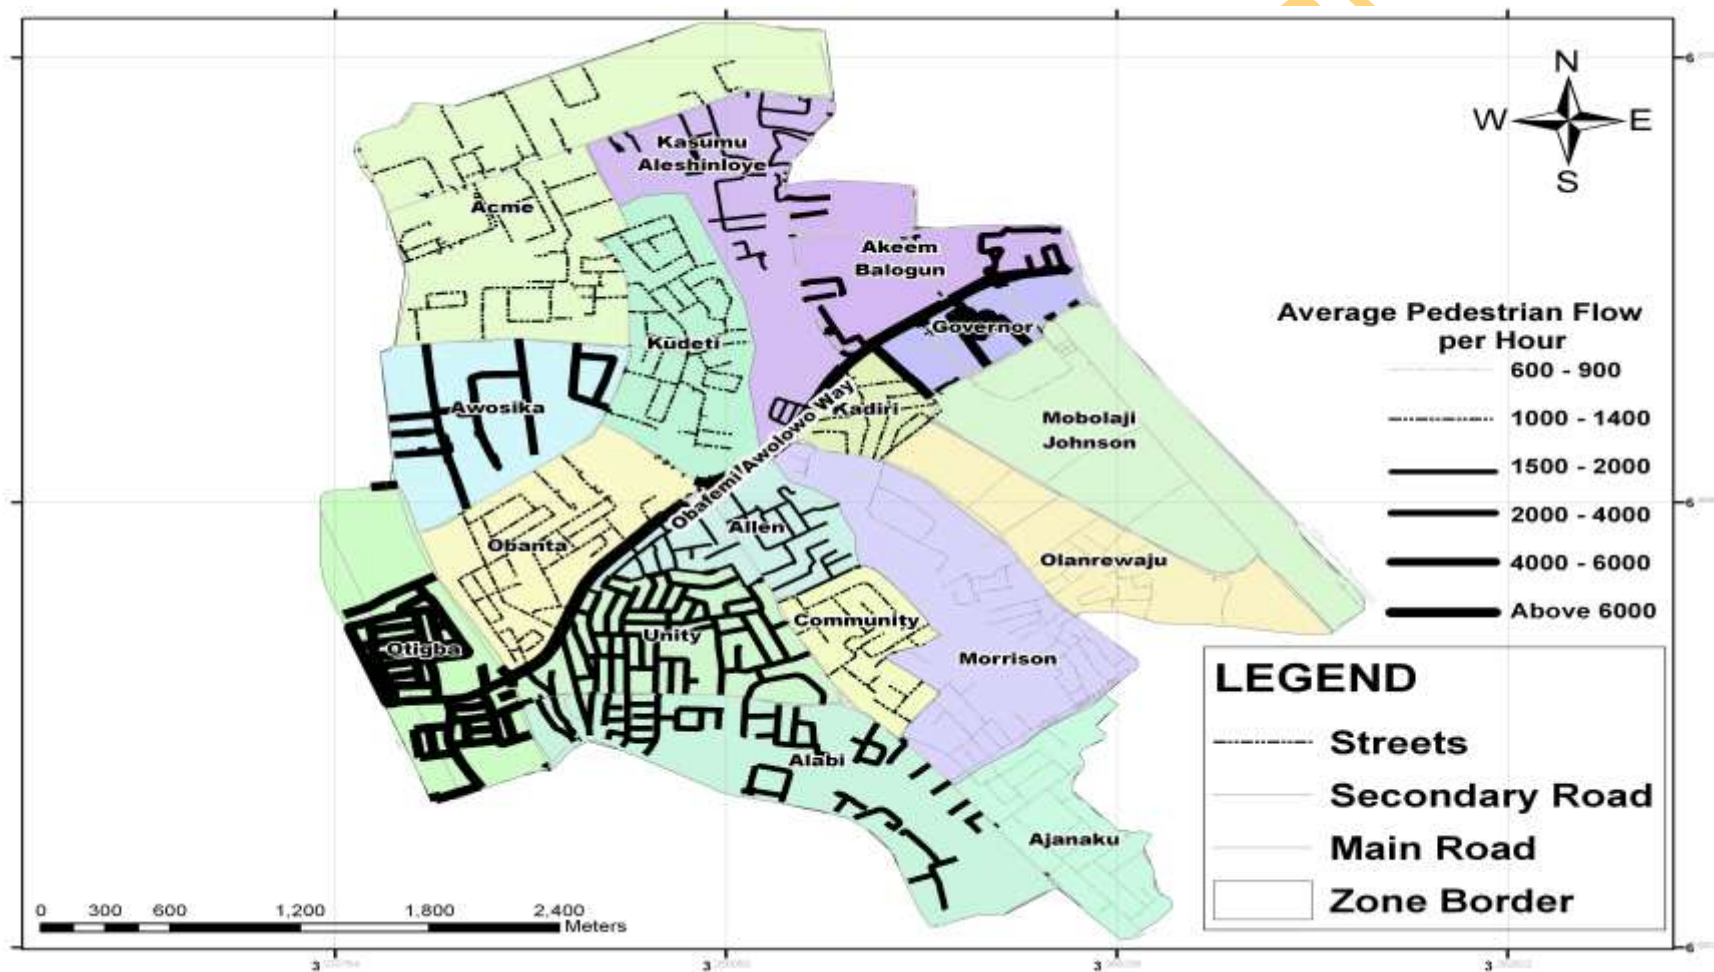 N
W E
S
Kasumu
Aleshinloye
Acme
Akeem
Balogun
Governor
Kudeti
Awosika
Kadiri
Mobolaji
Johnson
Obafemi Awolowo Way
Allen
Obanta
Olanrewaju
Community
Unity
Otigba
Morrison
Alabi
Ajanaku
Average Pedestrian Flow
per Hour
600 - 900
1000 - 1400
1500 - 2000
2000 - 4000
4000 - 6000
Above 6000
LEGEND
Streets
Secondary Road
Main Road
Zone Border
0 300 600 1,200 1,800 2,400
Meters